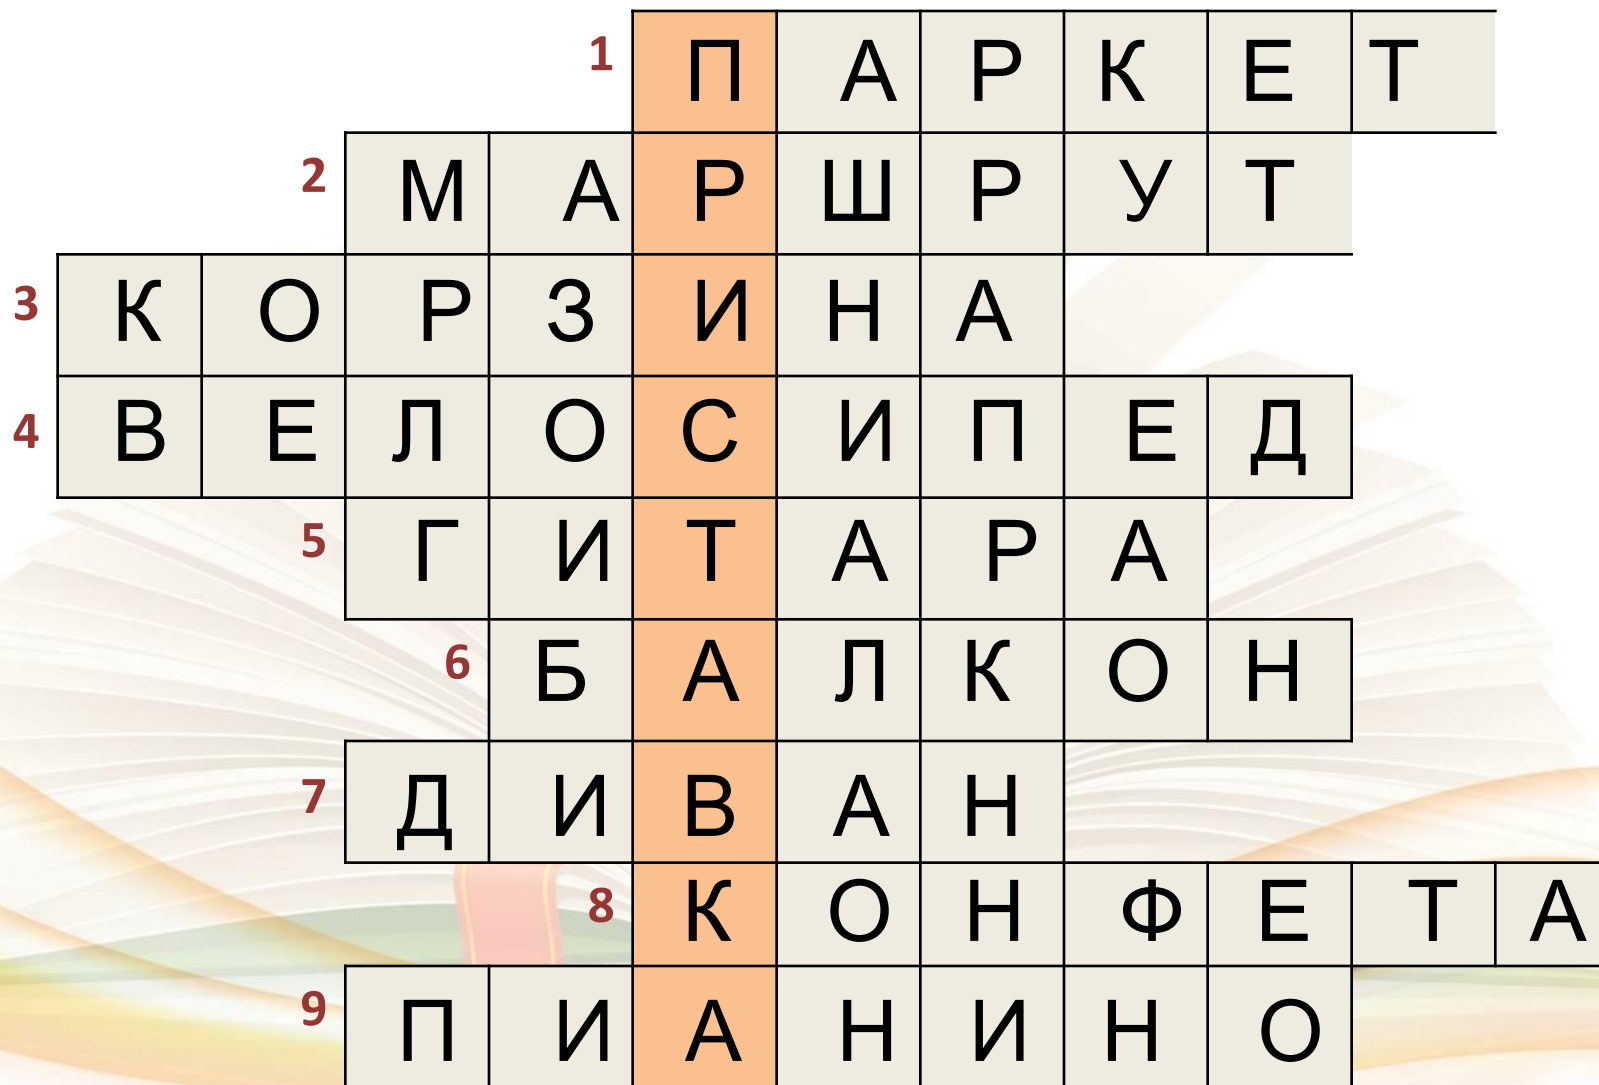 1 ПАРКЕТ
2 МАРШРУТ
3 КОРЗИНА
4 ВЕЛОСИПЕД
5 ГИТАРА
6 БАЛКОН
7 ДИВАН
8 КОНФЕТА
9 ПИАНИНО